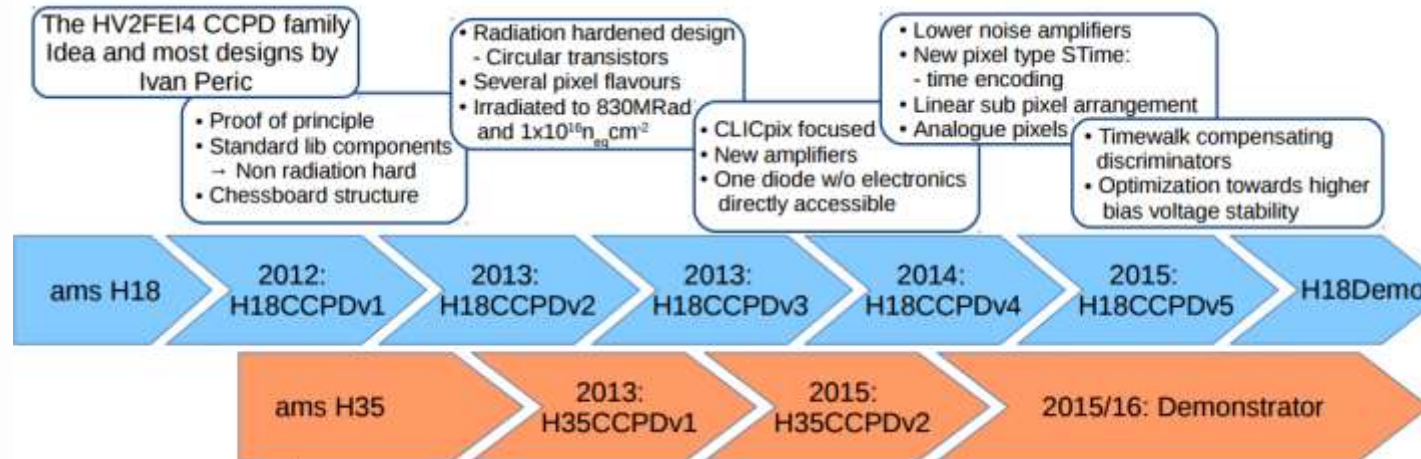 The HV2FEI4 CCPD family
Idea and most designs by
Ivan Peric
• Proof of principle
• Standard lib components
→ Non radiation hard
• Chessboard structure
• Radiation hardened design
- Circular transistors
• Several pixel flavours
• Irradiated to 830MRad
and 1x10¹⁶nₑqcm⁻²
• CLICpix focused
• New amplifiers
• One diode w/o electronics
directly accessible
• Lower noise amplifiers
• New pixel type STime:
- time encoding
• Linear sub pixel arrangement
• Analogue pixels
• Timewalk compensating
discriminators
• Optimization towards higher
bias voltage stability
ams H18
2012:
H18CCPDv1
2013:
H18CCPDv2
2013:
H18CCPDv3
2014:
H18CCPDv4
2015:
H18CCPDv5
H18Demo
ams H35
2013:
H35CCPDv1
2015:
H35CCPDv2
2015/16: Demonstrator